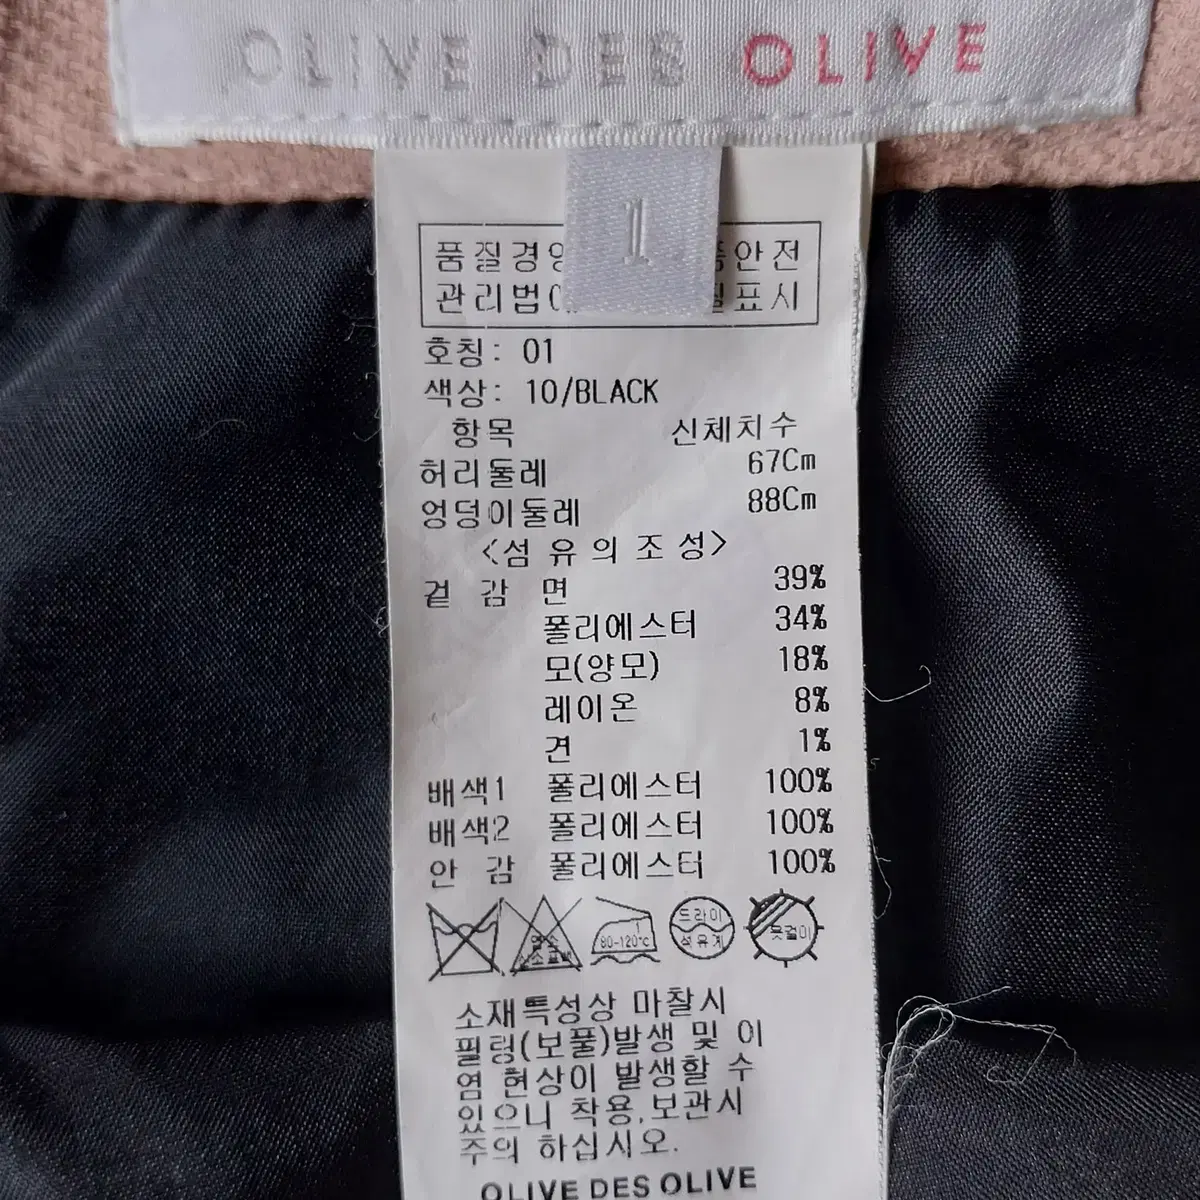 OLIVE DES OLIVE
1
품질경영 안전
관리법에 표시
호칭: 01
색상: 10/BLACK
항목 신체치수
허리둘레 67Cm
엉덩이둘레 88Cm
<섬유의조성>
겉감 면 39%
폴리에스터 34%
모(양모) 18%
레이온 8%
견 1%
배색1 폴리에스터 100%
배색2 폴리에스터 100%
안감 폴리에스터 100%
80-120℃
드라이
석유계
옷걸이
소재특성상 마찰시
필링(보풀)발생 및 이
염 현상이 발생할 수
있으니 착용,보관시
주의 하십시오.
OLIVE DES OLIVE